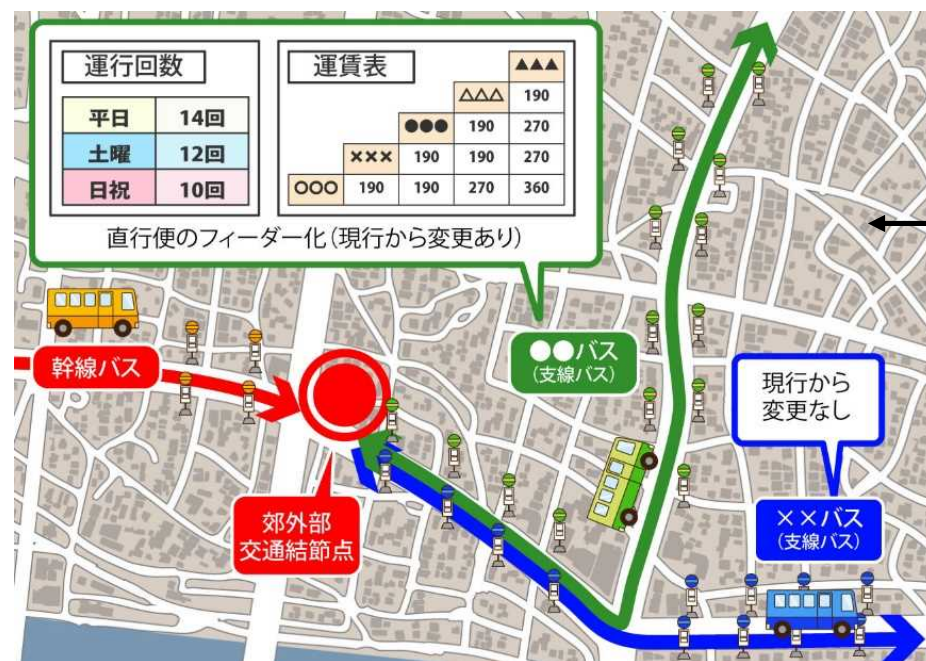 運行回数
平日 14回
土曜 12回
日祝 10回
運賃表
▲▲▲
△△△ 190
●●● 190 270
××× 190 190 270
○○○ 190 190 270 360
直行便のフィーダー化(現行から変更あり)
幹線バス
●●バス
(支線バス)
現行から
変更なし
郊外部
交通結節点
××バス
(支線バス)